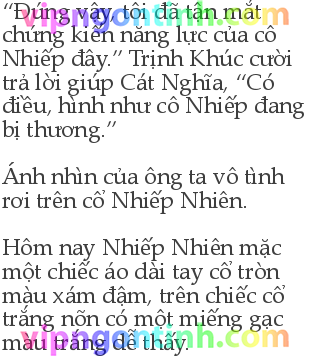 vipngontinh.com
“Đúng vậy, tôi đã tận mắt
chứng kiến năng lực của cô
Nhiếp đây.” Trịnh Khúc cười
trả lời giúp Cát Nghĩa, “Có
điều, hình như cô Nhiếp đang
bị thương.”
Ánh nhìn của ông ta vô tình
rơi trên cổ Nhiếp Nhiên.
Hôm nay Nhiếp Nhiên mặc
một chiếc áo dài tay cổ tròn
màu xám đậm, trên chiếc cổ
trắng nõn có một miếng gạc
màu trắng dễ thấy.
vipngontinh.com